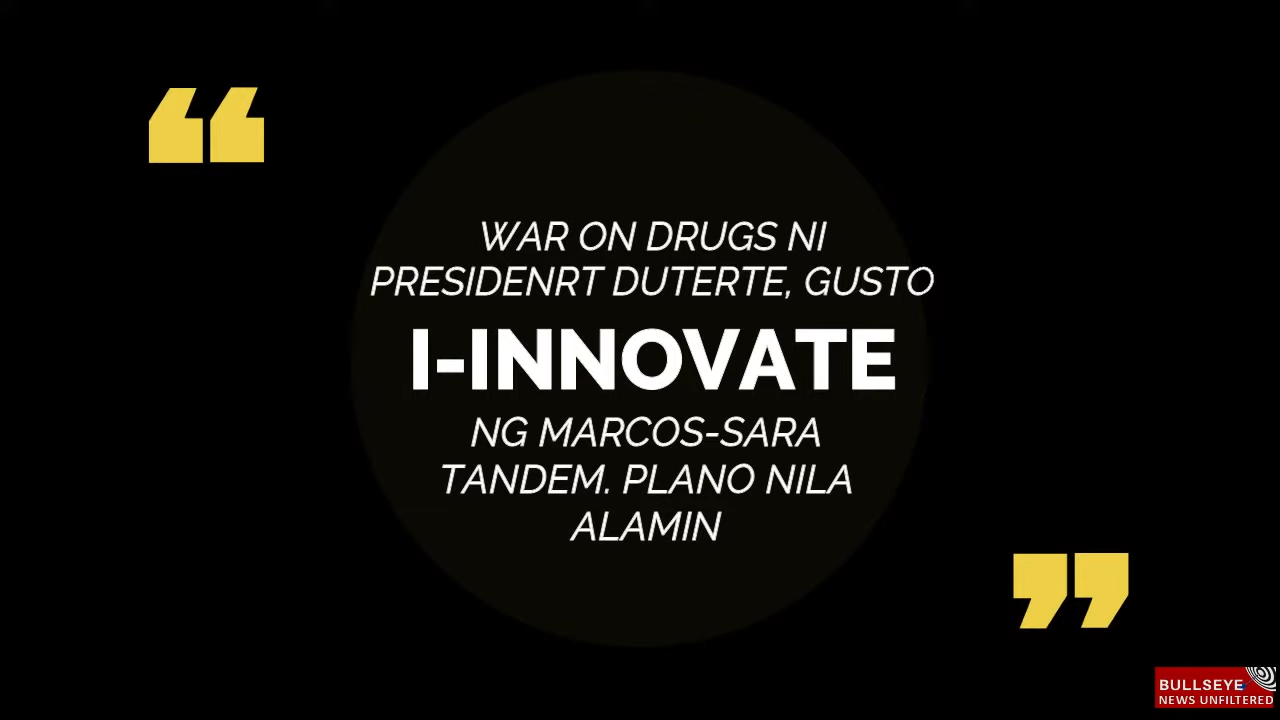 WAR ON DRUGS NI
PRESIDENRT DUTERTE, GUSTO
I-INNOVATE
NG MARCOS-SARA
TANDEM. PLANO NILA
ALAMIN
BULLSEYE
NEWS UNFILTERED